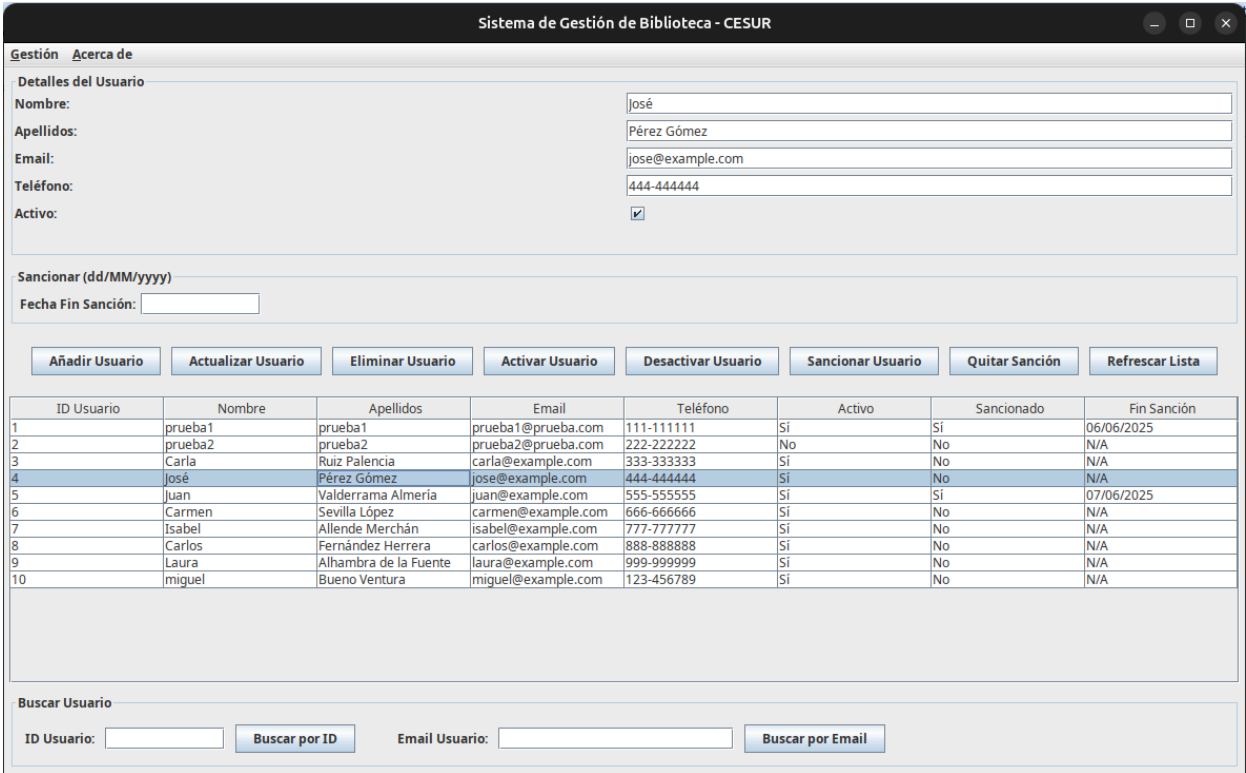 Sistema de Gestión de Biblioteca - CESUR
Gestión Acerca de
Detalles del Usuario
Nombre: José
Apellidos: Pérez Gómez
Email: jose@example.com
Teléfono: 444-444444
Activo:
Sancionar (dd/MM/yyyy)
Fecha Fin Sanción:
Añadir Usuario Actualizar Usuario Eliminar Usuario Activar Usuario Desactivar Usuario Sancionar Usuario Quitar Sanción Refrescar Lista
ID Usuario Nombre Apellidos Email Teléfono Activo Sancionado Fin Sanción
1 prueba1 prueba1 prueba1@prueba.com 111-111111 Sí Sí 06/06/2025
2 prueba2 prueba2 prueba2@prueba.com 222-222222 No No N/A
3 Carla Ruiz Palencia carla@example.com 333-333333 Sí No N/A
4 José Pérez Gómez jose@example.com 444-444444 Sí No N/A
5 Juan Valderrama Almería juan@example.com 555-555555 Sí Sí 07/06/2025
6 Carmen Sevilla López carmen@example.com 666-666666 Sí No N/A
7 Isabel Allende Merchán isabel@example.com 777-777777 Sí No N/A
8 Carlos Fernández Herrera carlos@example.com 888-888888 Sí No N/A
9 Laura Alhambra de la Fuente laura@example.com 999-999999 Sí No N/A
10 miguel Bueno Ventura miguel@example.com 123-456789 Sí No N/A
Buscar Usuario
ID Usuario: Buscar por ID Email Usuario: Buscar por Email